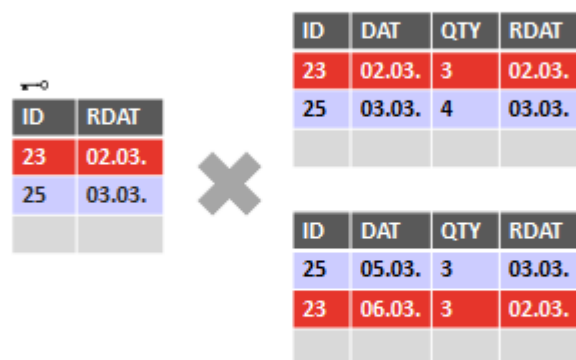 ID RDAT
23 02.03.
25 03.03.
ID DAT QTY RDAT
23 02.03. 3 02.03.
25 03.03. 4 03.03.
ID DAT QTY RDAT
25 05.03. 3 03.03.
23 06.03. 3 02.03.